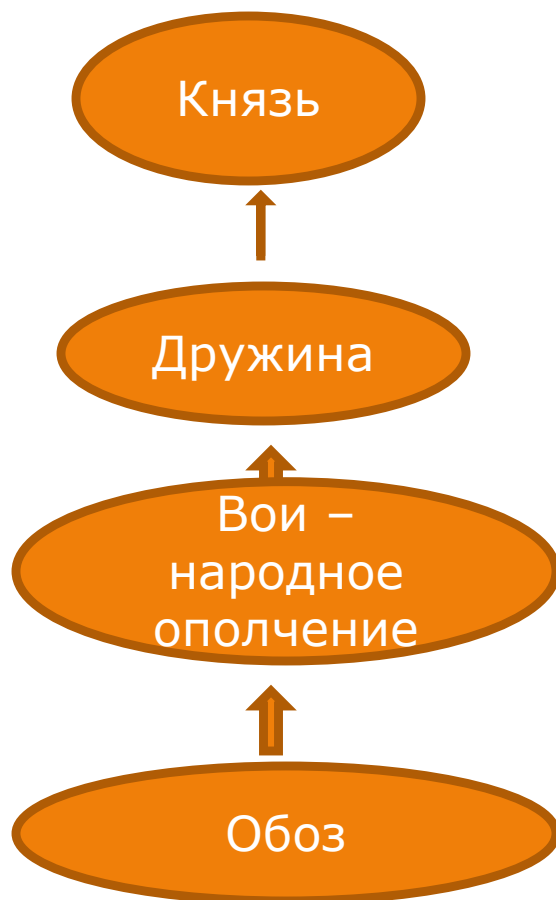 Князь
Дружина
Вои –
народное
ополчение
Обоз